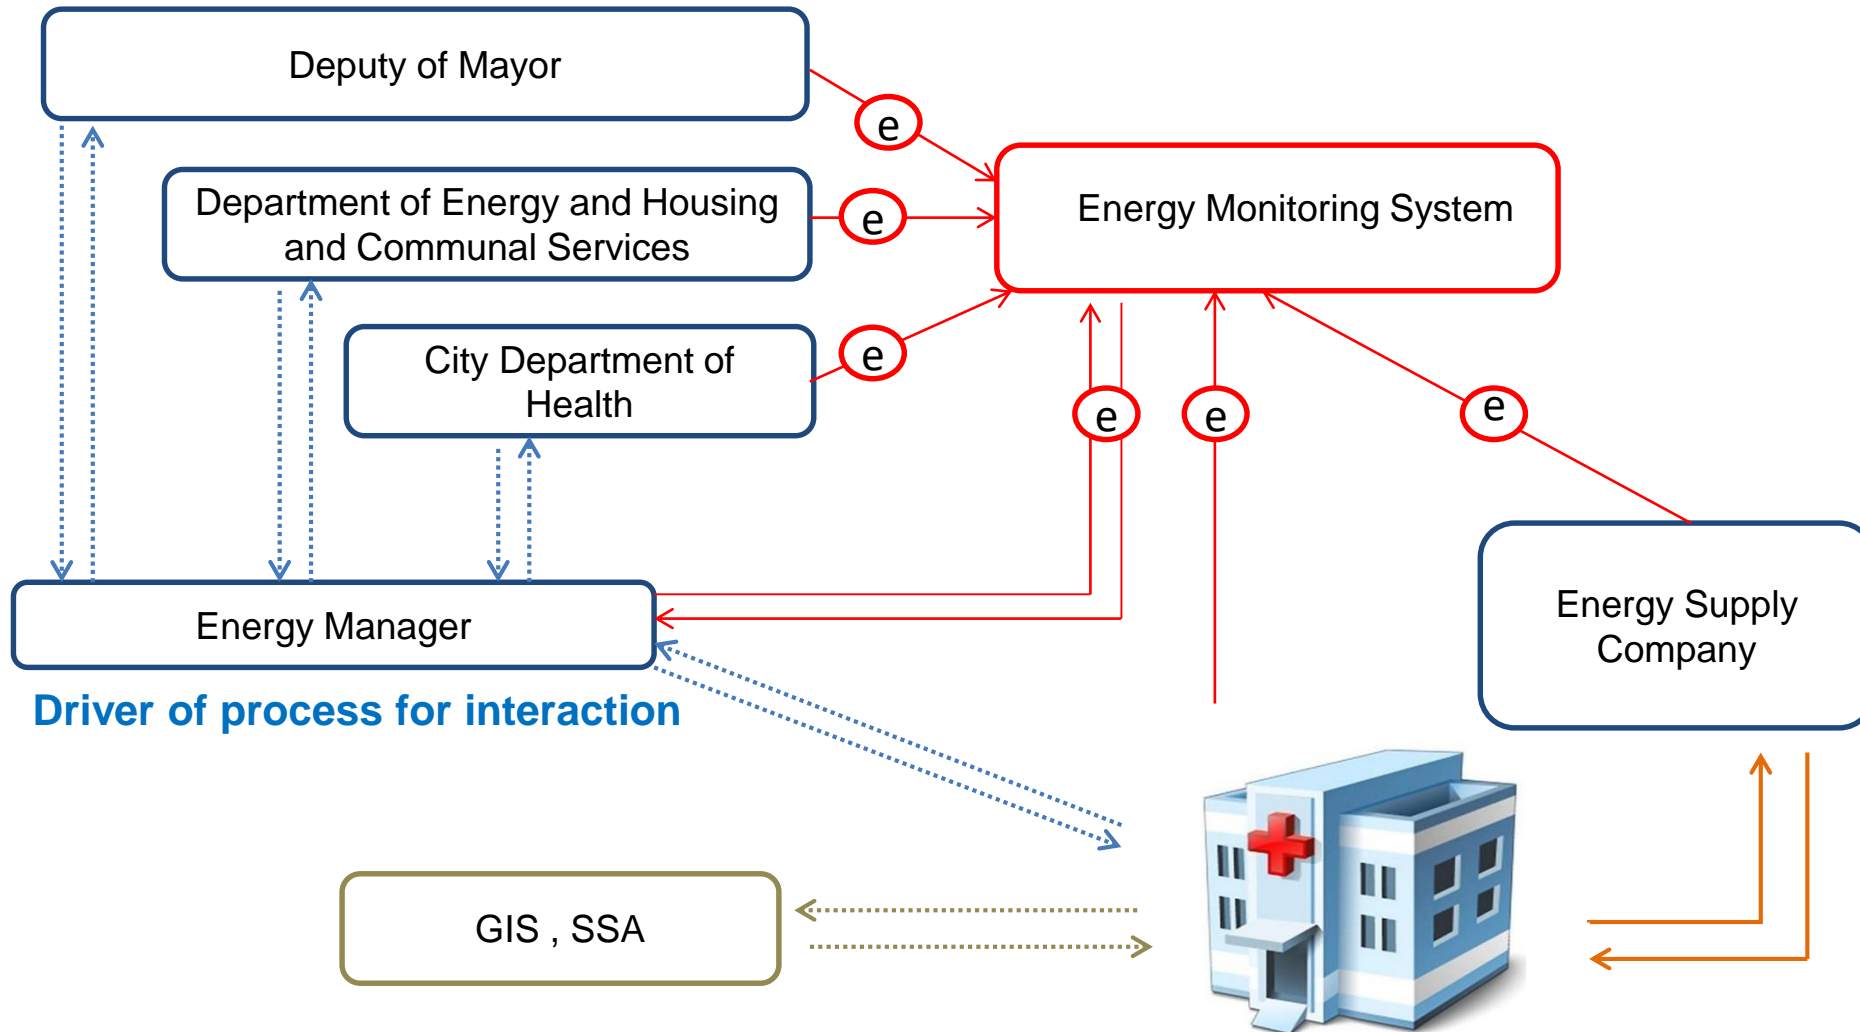 Deputy of Mayor
e
Department of Energy and Housing
and Communal Services
e
Energy Monitoring System
City Department of
Health
e
e
e
e
Energy Manager
Energy Supply
Company
Driver of process for interaction
GIS , SSA